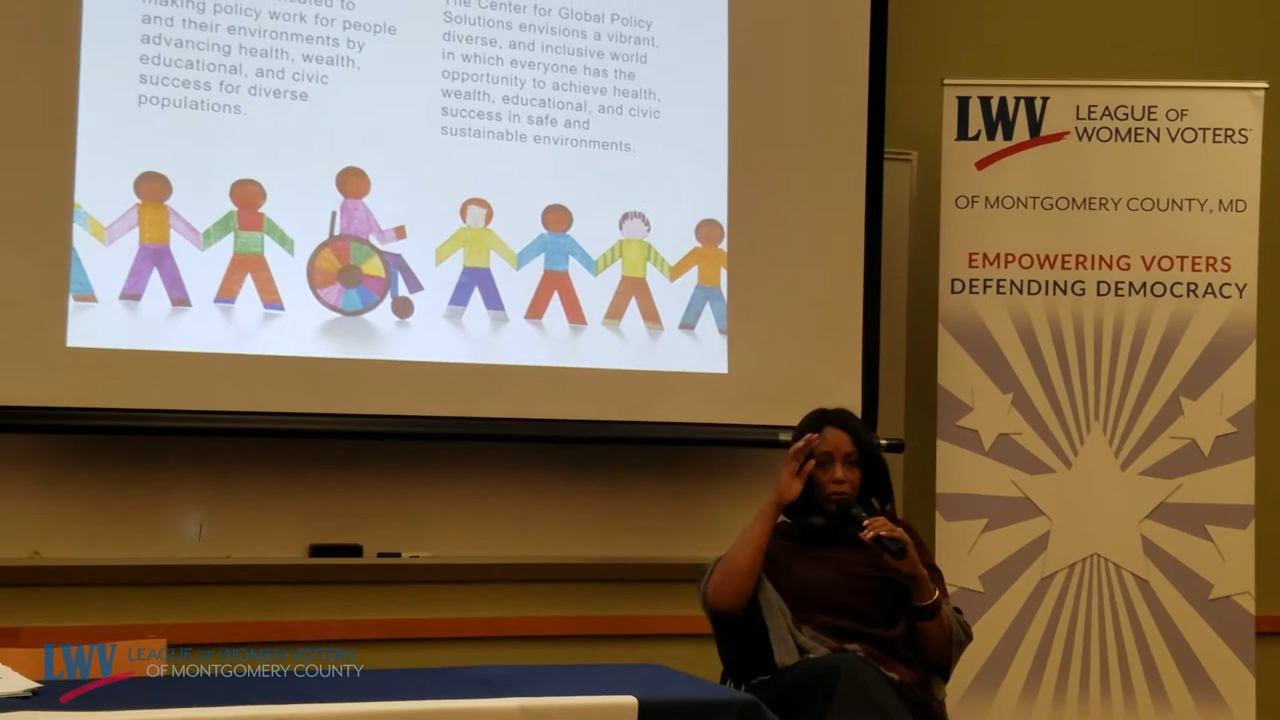 making policy work for people
and their environments by
advancing health, wealth,
educational, and civic
success for diverse
populations.
The Center for Global Policy
Solutions envisions a vibrant,
diverse, and inclusive world
in which everyone has the
opportunity to achieve health,
wealth, educational, and civic
success in safe and
sustainable environments.
LWV LEAGUE OF
WOMEN VOTERS®
OF MONTGOMERY COUNTY, MD
EMPOWERING VOTERS
DEFENDING DEMOCRACY
LWV LEAGUE OF WOMEN VOTERS
OF MONTGOMERY COUNTY